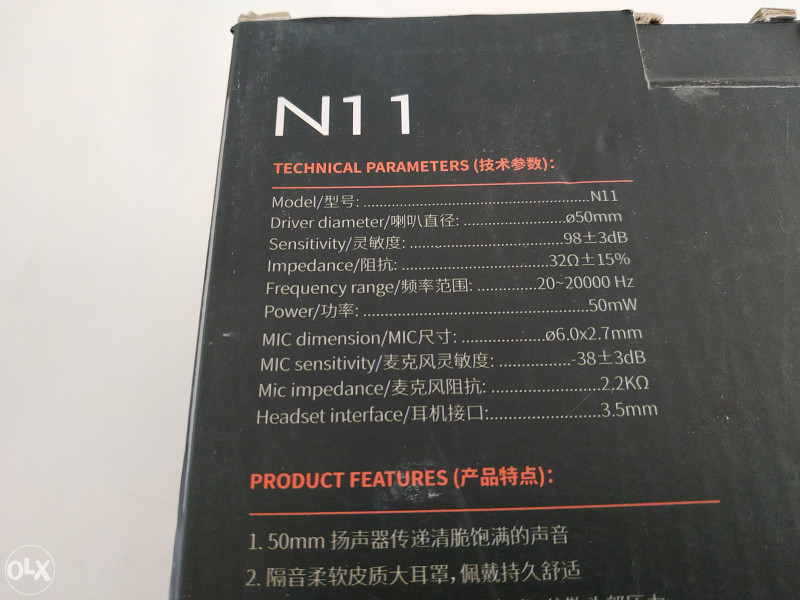 N11
TECHNICAL PARAMETERS (技术参数):
Model/型号: ......................................................N11
Driver diameter/喇叭直径: .........................ø50mm
Sensitivity/灵敏度: .....................................98±3dB
Impedance/阻抗: ...................................32Ω±15%
Frequency range/频率范围: .............20~20000 Hz
Power/功率: ......................................................50mW
MIC dimension/MIC尺寸: ....................ø6.0x2.7mm
MIC sensitivity/麦克风灵敏度: .................-38±3dB
Mic impedance/麦克风阻抗: ..........................2.2KΩ
Headset interface/耳机接口:..........................3.5mm
PRODUCT FEATURES (产品特点):
1. 50mm 扬声器传递清脆饱满的声音
2. 隔音柔软皮质大耳罩,佩戴持久舒适
OLX